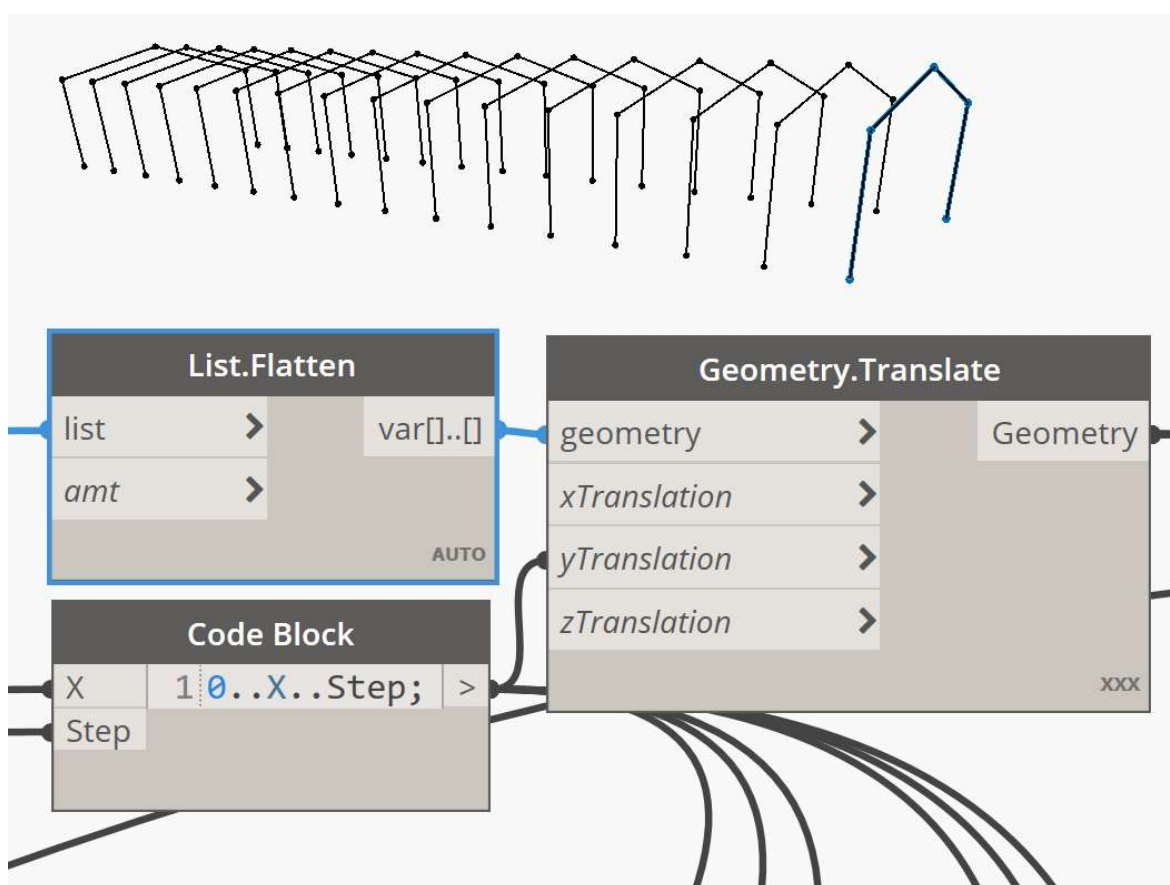 List.Flatten
list >
var[]..[]
amt >
AUTO
Geometry.Translate
geometry >
Geometry
xTranslation >
yTranslation >
zTranslation >
XXX
Code Block
X
1 0..X..Step; >
Step